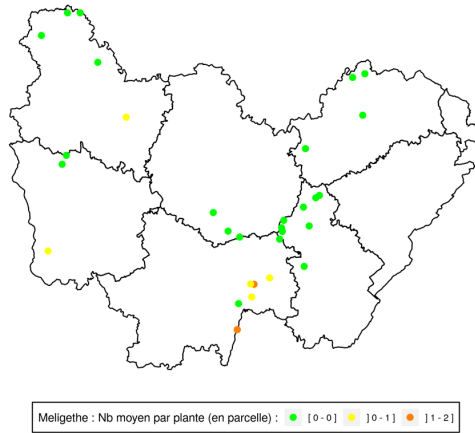 Meligethe : Nb moyen par plante (en parcelle) : [ 0 - 0 ] ] 0 - 1 ] ] 1 - 2 ]